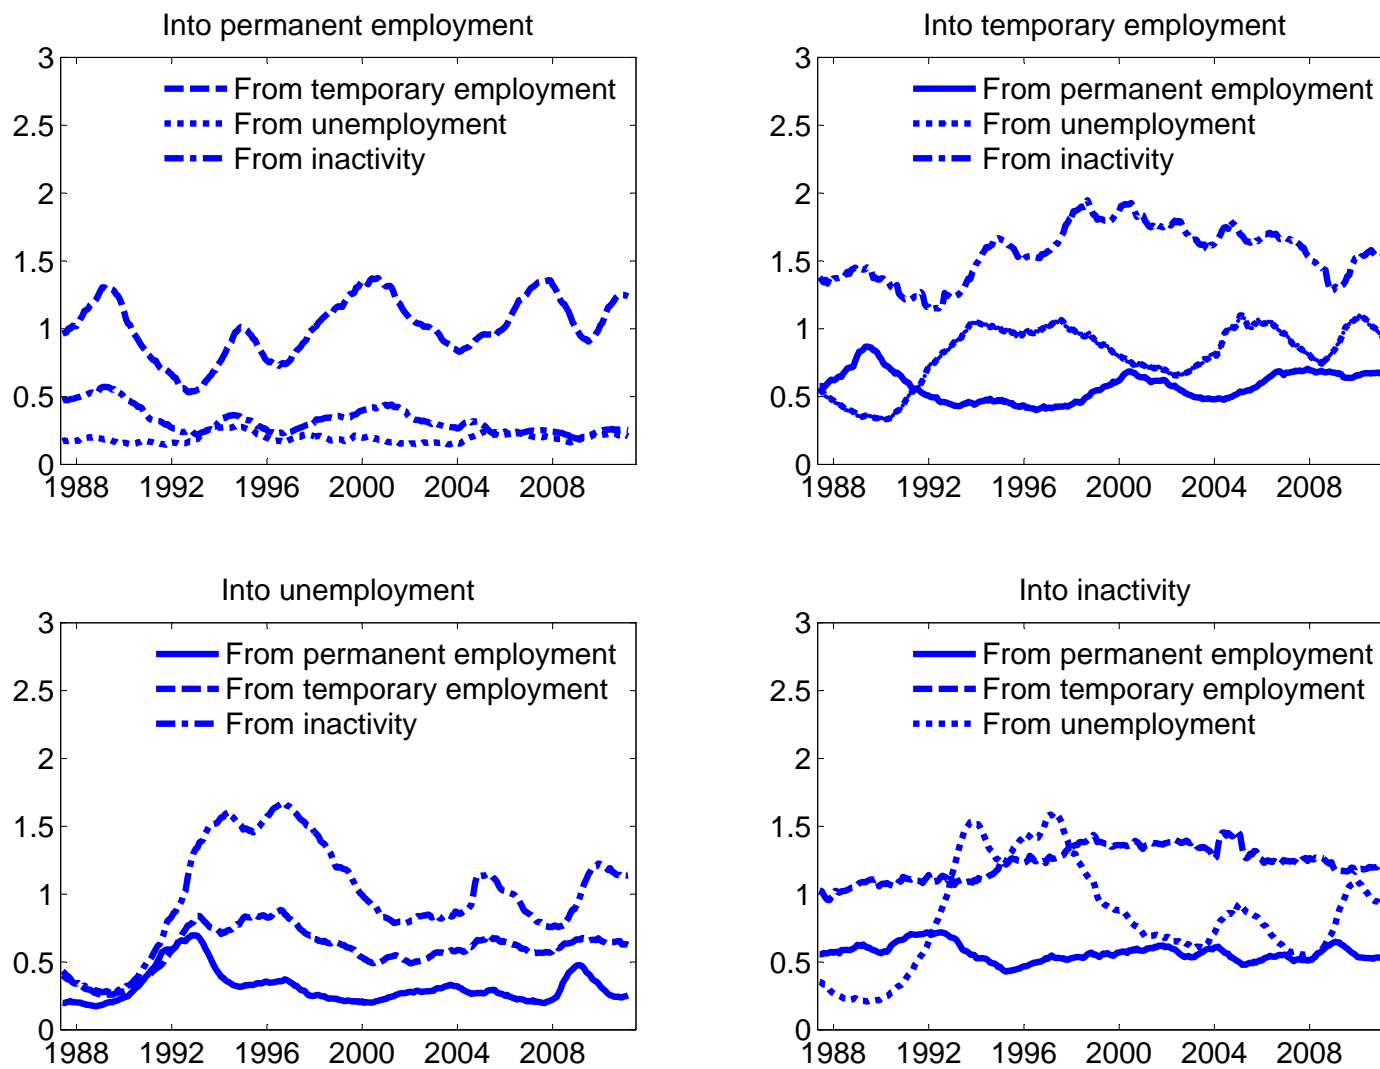 Into permanent employment
3
2.5
2
1.5
1
0.5
0
From temporary employment
From unemployment
From inactivity
1988 1992 1996 2000 2004 2008
Into temporary employment
3
2.5
2
1.5
1
0.5
0
From permanent employment
From unemployment
From inactivity
1988 1992 1996 2000 2004 2008
Into unemployment
3
2.5
2
1.5
1
0.5
0
From permanent employment
From temporary employment
From inactivity
1988 1992 1996 2000 2004 2008
Into inactivity
3
2.5
2
1.5
1
0.5
0
From permanent employment
From temporary employment
From unemployment
1988 1992 1996 2000 2004 2008